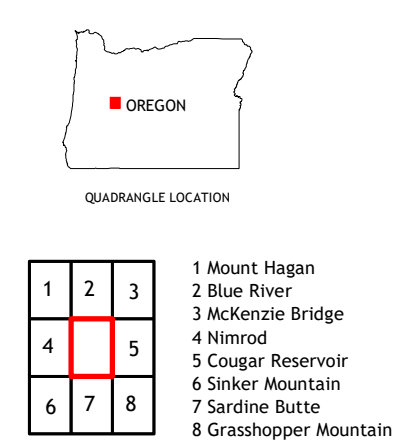 OREGON
QUADRANGLE LOCATION
1 2 3
4 5
6 7 8
1 Mount Hagan
2 Blue River
3 McKenzie Bridge
4 Nimrod
5 Cougar Reservoir
6 Sinker Mountain
7 Sardine Butte
8 Grasshopper Mountain